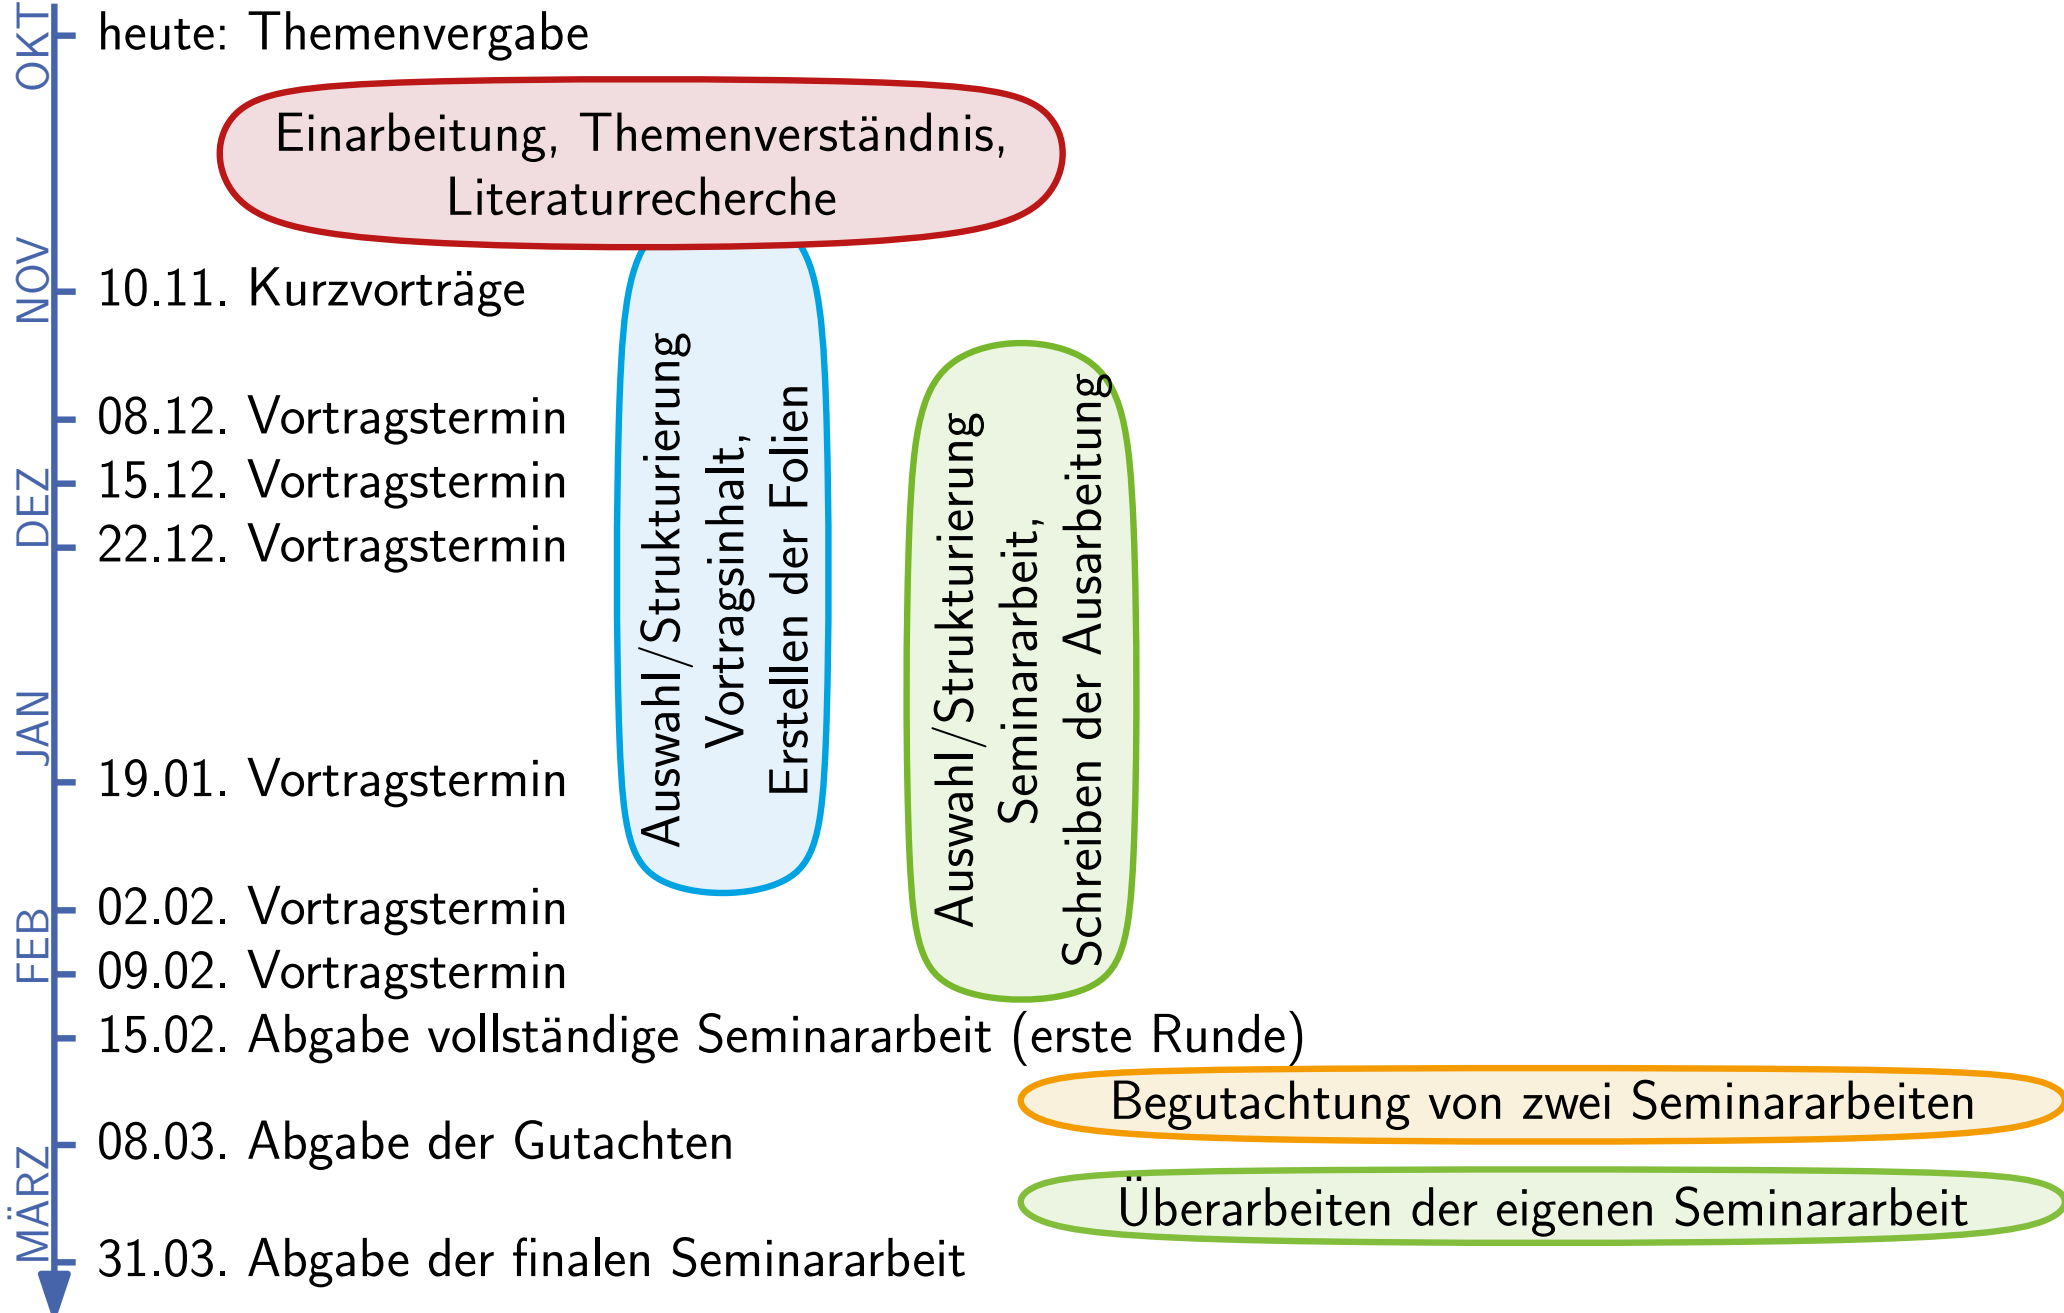 OKT
heute: Themenvergabe
Einarbeitung, Themenverständnis,
Literaturrecherche
NOV
10.11. Kurzvorträge
08.12. Vortragstermin
DEZ
15.12. Vortragstermin
22.12. Vortragstermin
Auswahl/Strukturierung
Vortragsinhalt,
Erstellen der Folien
Auswahl/Strukturierung
Seminararbeit,
Schreiben der Ausarbeitung
JAN
19.01. Vortragstermin
FEB
02.02. Vortragstermin
09.02. Vortragstermin
15.02. Abgabe vollständige Seminararbeit (erste Runde)
Begutachtung von zwei Seminararbeiten
MÄRZ
08.03. Abgabe der Gutachten
Überarbeiten der eigenen Seminararbeit
31.03. Abgabe der finalen Seminararbeit